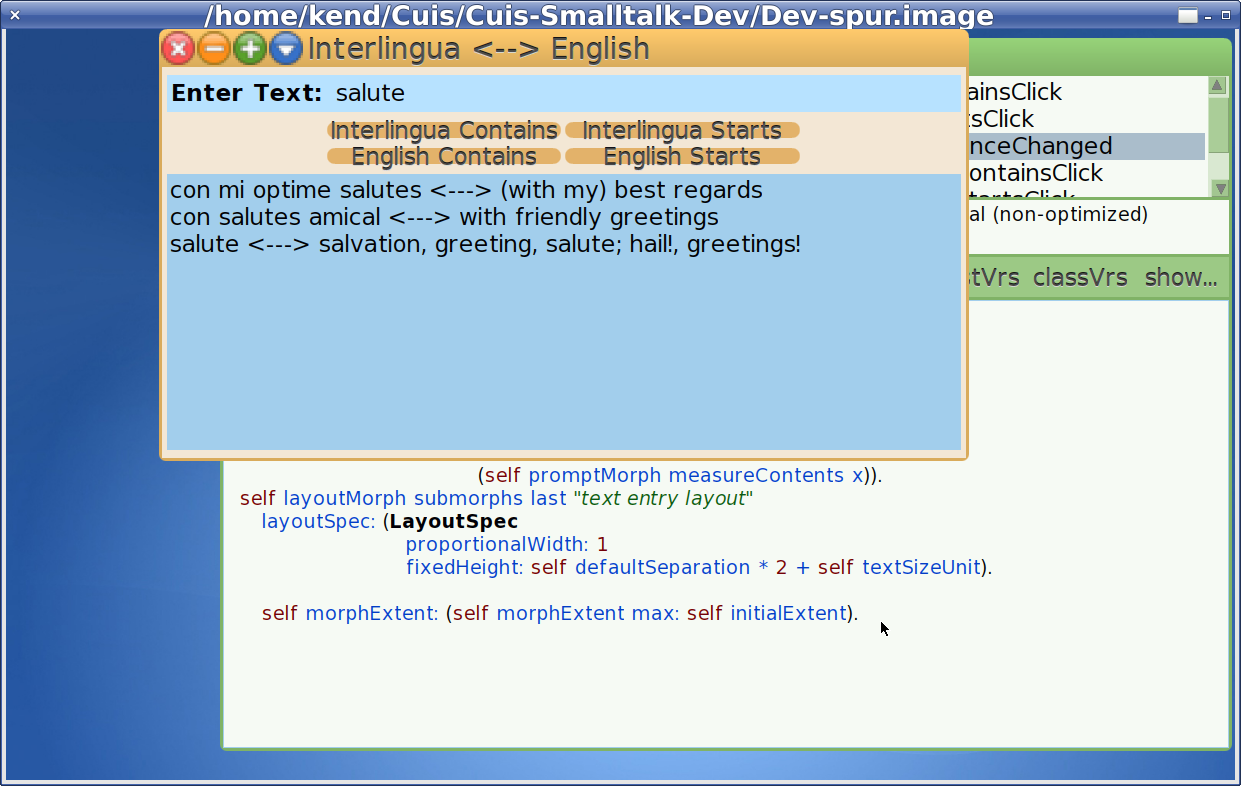 /home/kend/Cuis/Cuis-Smalltalk-Dev/Dev-spur.image
Interlingua <--> English
Enter Text: salute
Interlingua Contains Interlingua Starts
English Contains English Starts
con mi optime salutes <---> (with my) best regards
con salutes amical <---> with friendly greetings
salute <---> salvation, greeting, salute; hail!, greetings!
ainsClick
sClick
nceChanged
ontainsClick
al (non-optimized)
tVrs classVrs show...
(self promptMorph measureContents x)).
self layoutMorph submorphs last "text entry layout"
layoutSpec: (LayoutSpec
proportionalWidth: 1
fixedHeight: self defaultSeparation * 2 + self textSizeUnit).
self morphExtent: (self morphExtent max: self initialExtent).